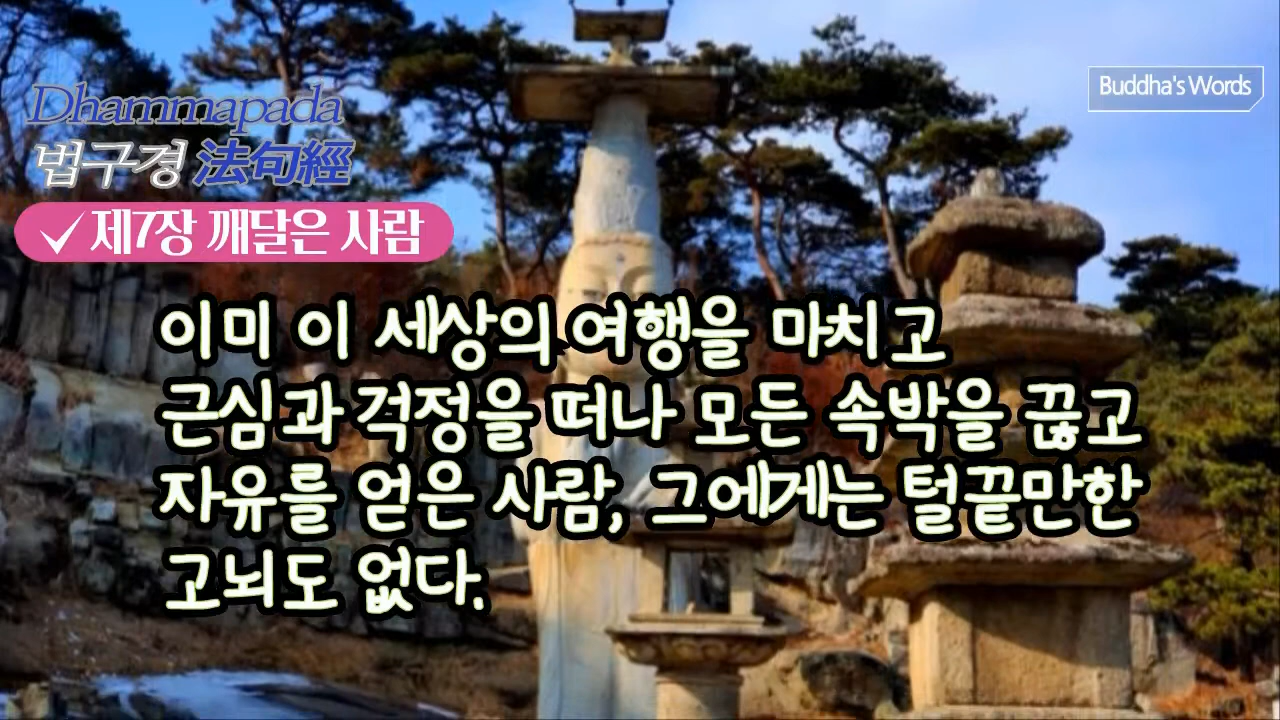 Dhammapada
Buddha's Words
법구경 法句經
제7장 깨달은 사람
이미 이 세상의 여행을 마치고
근심과 걱정을 떠나 모든 속박을 끊고
자유를 얻은 사람, 그에게는 털끝만한
고뇌도 없다.